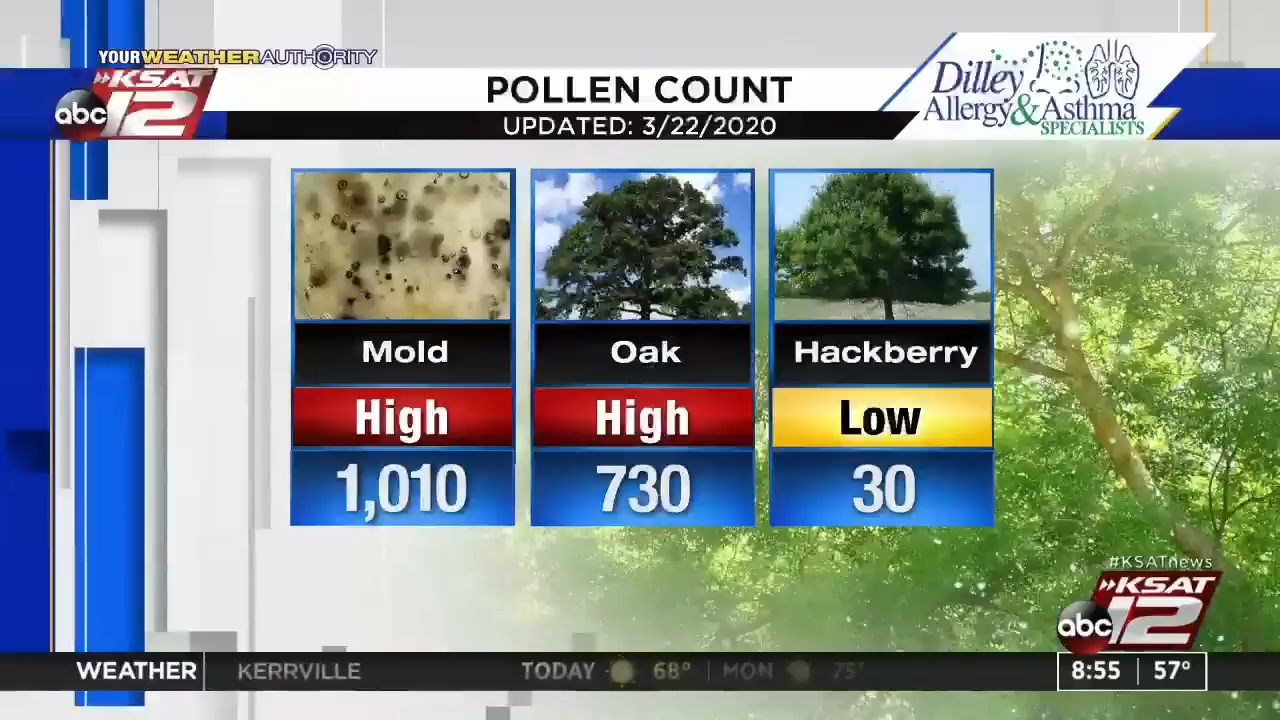 YOUR WEATHER AUTHORITY
KSAT
abc 12
POLLEN COUNT
UPDATED: 3/22/2020
Dilley
Allergy & Asthma
SPECIALISTS
Mold Oak Hackberry
High High Low
1,010 730 30
#KSATnews
KSAT
abc 12
WEATHER KERRVILLE TODAY 68° MON 75° 8:55 57°